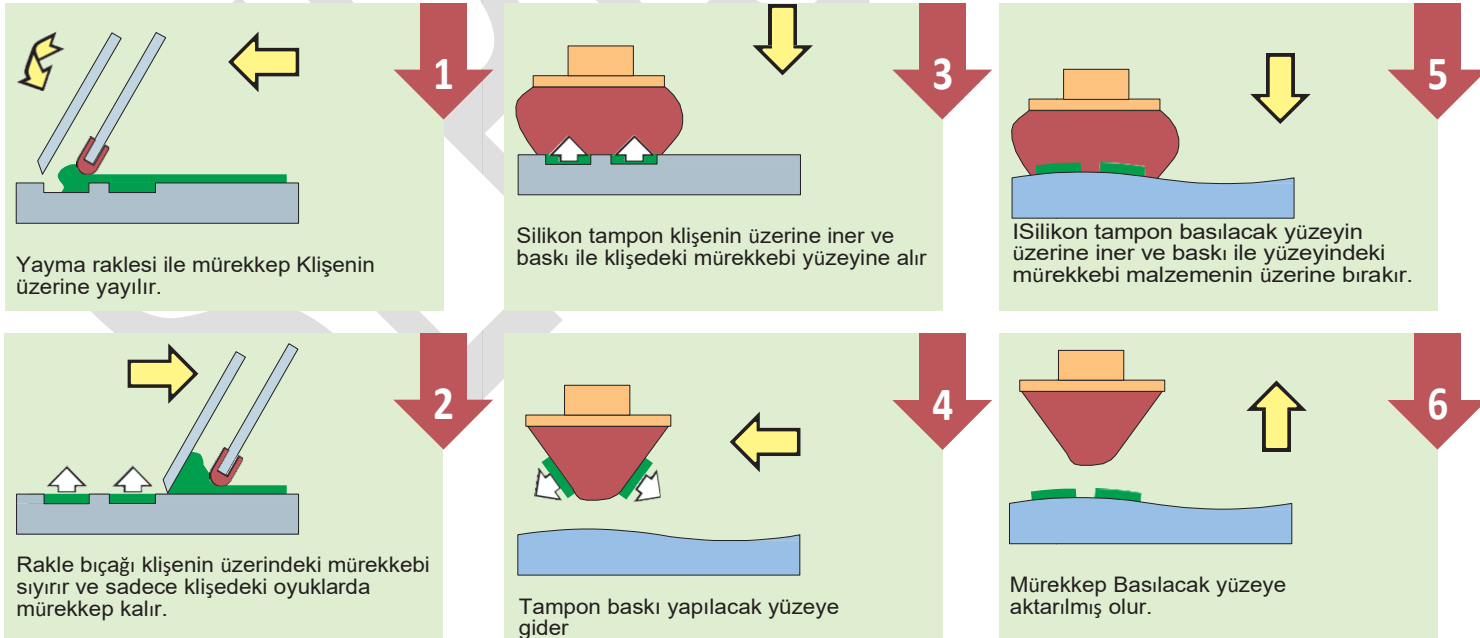 1
Yayma raklesi ile mürekkep Klişenin
üzerine yayılır.
2
Rakle bıçağı klişenin üzerindeki mürekkebi
sıyırır ve sadece klişedeki oyuklarda
mürekkep kalır.
3
Silikon tampon klişenin üzerine iner ve
baskı ile klişedeki mürekkebi yüzeyine alır
4
Tampon baskı yapılacak yüzeye
gider
5
ISilikon tampon basılacak yüzeyin
üzerine iner ve baskı ile yüzeyindeki
mürekkebi malzemenin üzerine bırakır.
6
Mürekkep Basılacak yüzeye
aktarılmış olur.